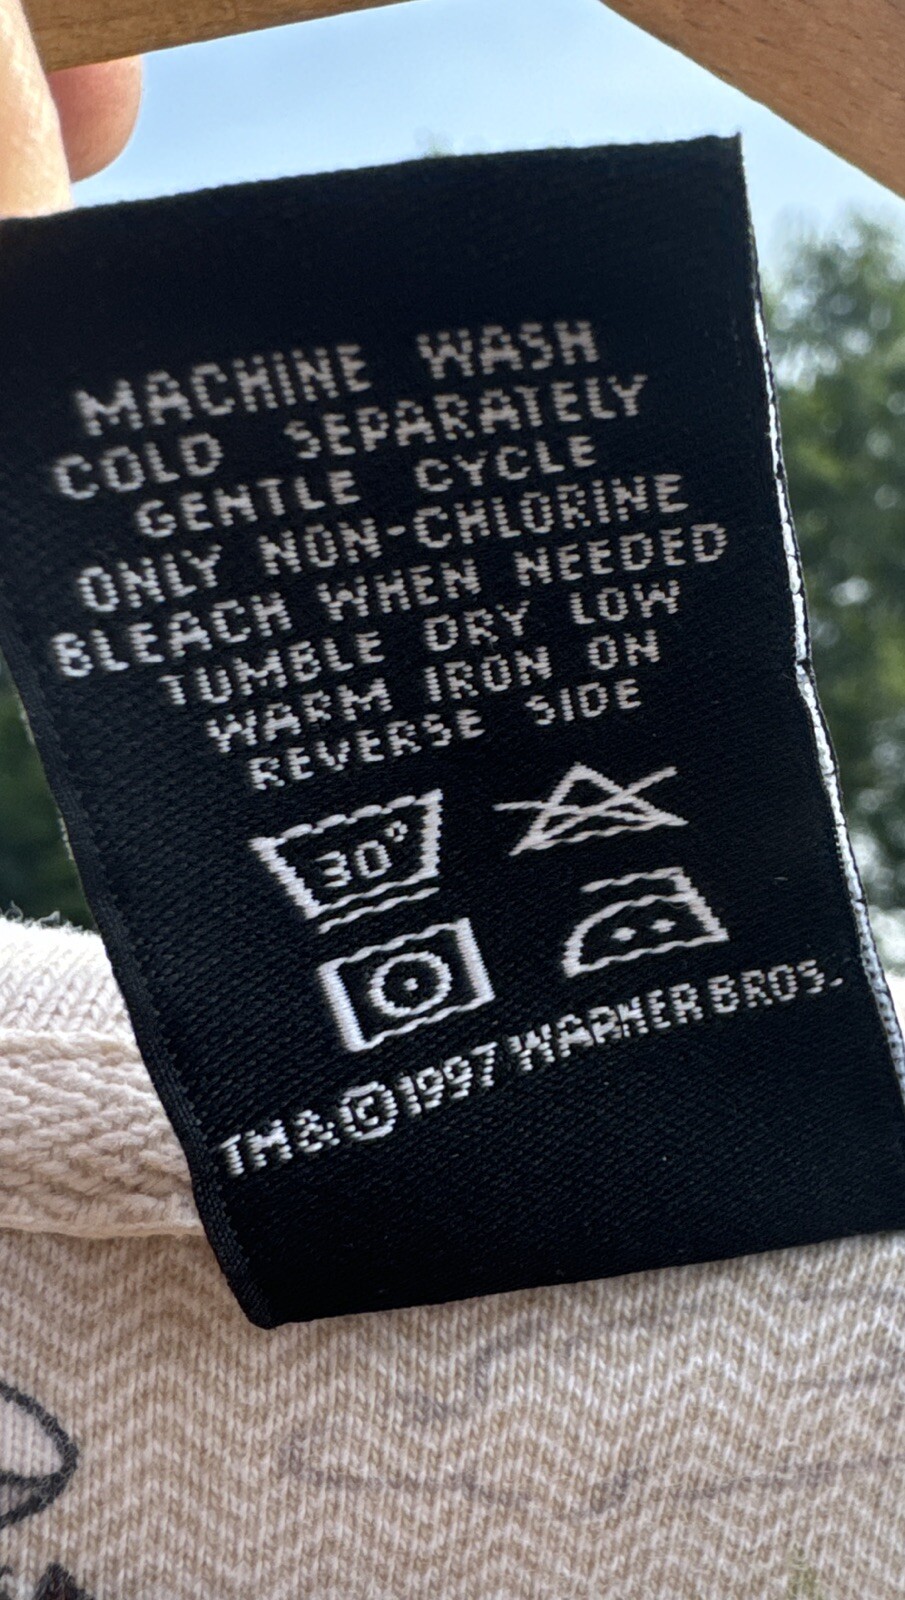 MACHINE WASH
COLD SEPARATELY
GENTLE CYCLE
ONLY NON-CHLORINE
BLEACH WHEN NEEDED
TUMBLE DRY LOW
WARM IRON ON
REVERSE SIDE
30°
TM&©1997 WARNER BROS.